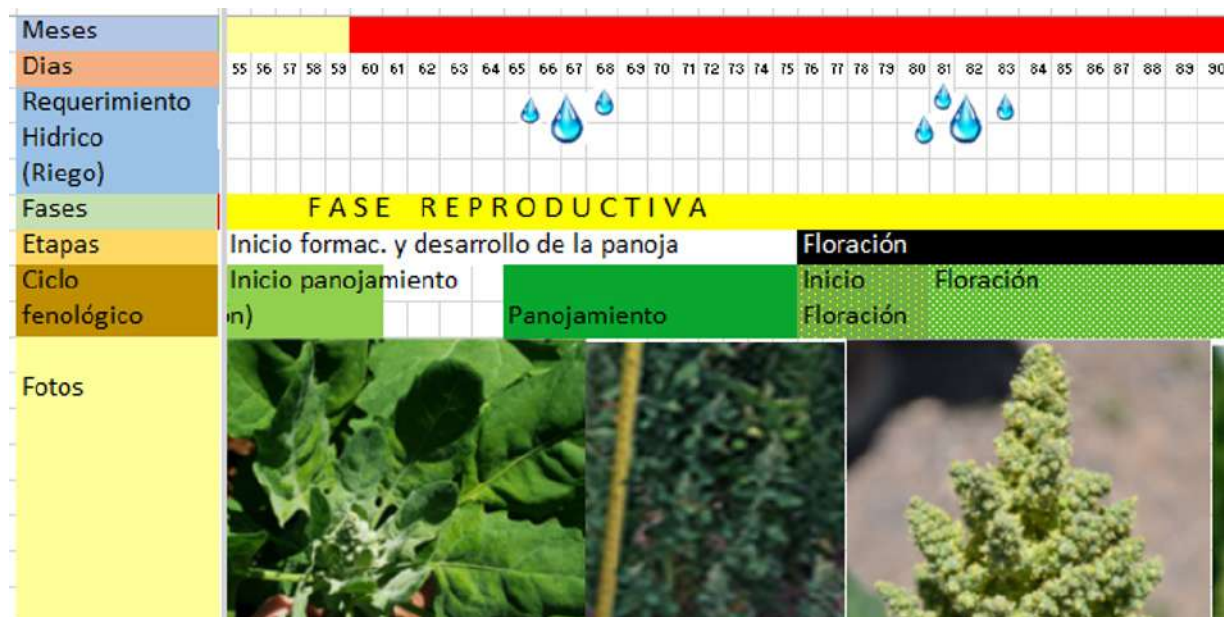 Meses
Dias 55 56 57 58 59 60 61 62 63 64 65 66 67 68 69 70 71 72 73 74 75 76 77 78 79 80 81 82 83 84 85 86 87 88 89 90
Requerimiento
Hidrico
(Riego)
Fases FASE REPRODUCTIVA
Etapas Inicio formac. y desarrollo de la panoja Floración
Ciclo Inicio panojamiento Inicio Floración
fenológico ón) Panojamiento Floración
Fotos